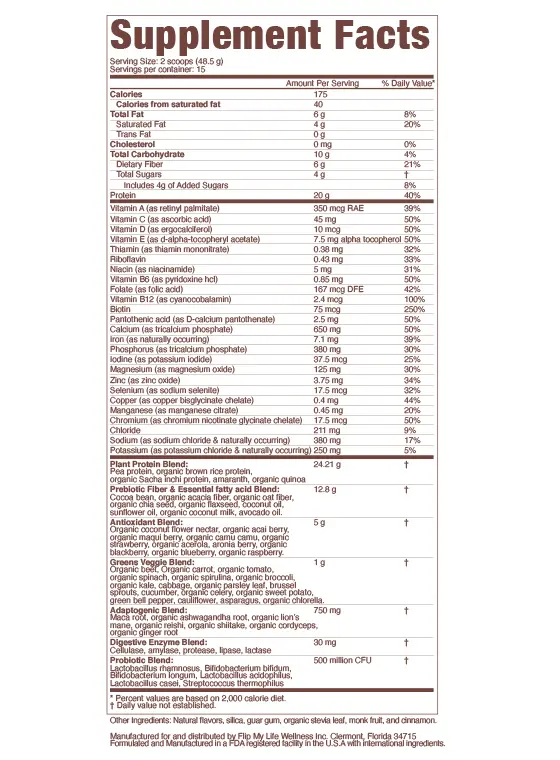 Supplement Facts
Serving Size: 2 scoops (48.5 g)
Servings per container: 15
Amount Per Serving % Daily Value*
Calories 175
Calories from saturated fat 40
Total Fat 6 g 8%
Saturated Fat 4 g 20%
Trans Fat 0 g
Cholesterol 0 mg 0%
Total Carbohydrate 10 g 4%
Dietary Fiber 6 g 21%
Total Sugars 4 g †
Includes 4g of Added Sugars 8%
Protein 20 g 40%
Vitamin A (as retinyl palmitate) 350 mcg RAE 39%
Vitamin C (as ascorbic acid) 45 mg 50%
Vitamin D (as ergocalciferol) 10 mcg 50%
Vitamin E (as d-alpha-tocopheryl acetate) 7.5 mg alpha tocopherol 50%
Thiamin (as thiamin mononitrate) 0.38 mg 32%
Riboflavin 0.43 mg 33%
Niacin (as niacinamide) 5 mg 31%
Vitamin B6 (as pyridoxine hcl) 0.85 mg 50%
Folate (as folic acid) 167 mcg DFE 42%
Vitamin B12 (as cyanocobalamin) 2.4 mcg 100%
Biotin 75 mcg 250%
Pantothenic acid (as D-calcium pantothenate) 2.5 mg 50%
Calcium (as tricalcium phosphate) 650 mg 50%
Iron (as naturally occurring) 7.1 mg 39%
Phosphorus (as tricalcium phosphate) 380 mg 30%
Iodine (as potassium iodide) 37.5 mcg 25%
Magnesium (as magnesium oxide) 125 mg 30%
Zinc (as zinc oxide) 3.75 mg 34%
Selenium (as sodium selenite) 17.5 mcg 32%
Copper (as copper bisglycinate chelate) 0.4 mg 44%
Manganese (as manganese citrate) 0.45 mg 20%
Chromium (as chromium nicotinate glycinate chelate) 17.5 mcg 50%
Chloride 211 mg 9%
Sodium (as sodium chloride & naturally occurring) 380 mg 17%
Potassium (as potassium chloride & naturally occurring) 250 mg 5%
Plant Protein Blend: 24.21 g †
Pea protein, organic brown rice protein,
organic Sacha inchi protein, amaranth, organic quinoa
Prebiotic Fiber & Essential fatty acid Blend: 12.8 g †
Cocoa bean, organic acacia fiber, organic oat fiber,
organic chia seed, organic flaxseed, coconut oil,
sunflower oil, organic coconut milk, avocado oil.
Antioxidant Blend: 5 g †
Organic coconut flower nectar, organic acai berry,
organic maqui berry, organic camu camu, organic
strawberry, organic acerola, aronia berry, organic
blackberry, organic blueberry, organic raspberry.
Greens Veggie Blend: 1 g †
Organic beet, Organic carrot, organic tomato,
organic spinach, organic spirulina, organic broccoli,
organic kale, cabbage, organic parsley leaf, brussel
sprouts, cucumber, organic celery, organic sweet potato,
green bell pepper, cauliflower, asparagus, organic chlorella.
Adaptogenic Blend: 750 mg †
Maca root, organic ashwagandha root, organic lion's
mane, organic reishi, organic shiitake, organic cordyceps,
organic ginger root
Digestive Enzyme Blend: 30 mg †
Cellulase, amylase, protease, lipase, lactase
Probiotic Blend: 500 million CFU †
Lactobacillus rhamnosus, Bifidobacterium bifidum,
Bifidobacterium longum, Lactobacillus acidophilus,
Lactobacillus casei, Streptococcus thermophilus
* Percent values are based on 2,000 calorie diet.
† Daily value not established.
Other Ingredients: Natural flavors, silica, guar gum, organic stevia leaf, monk fruit, and cinnamon.
Manufactured for and distributed by Flip My Life Wellness Inc. Clermont, Florida 34715
Formulated and Manufactured in a FDA registered facility in the U.S.A with international ingredients.